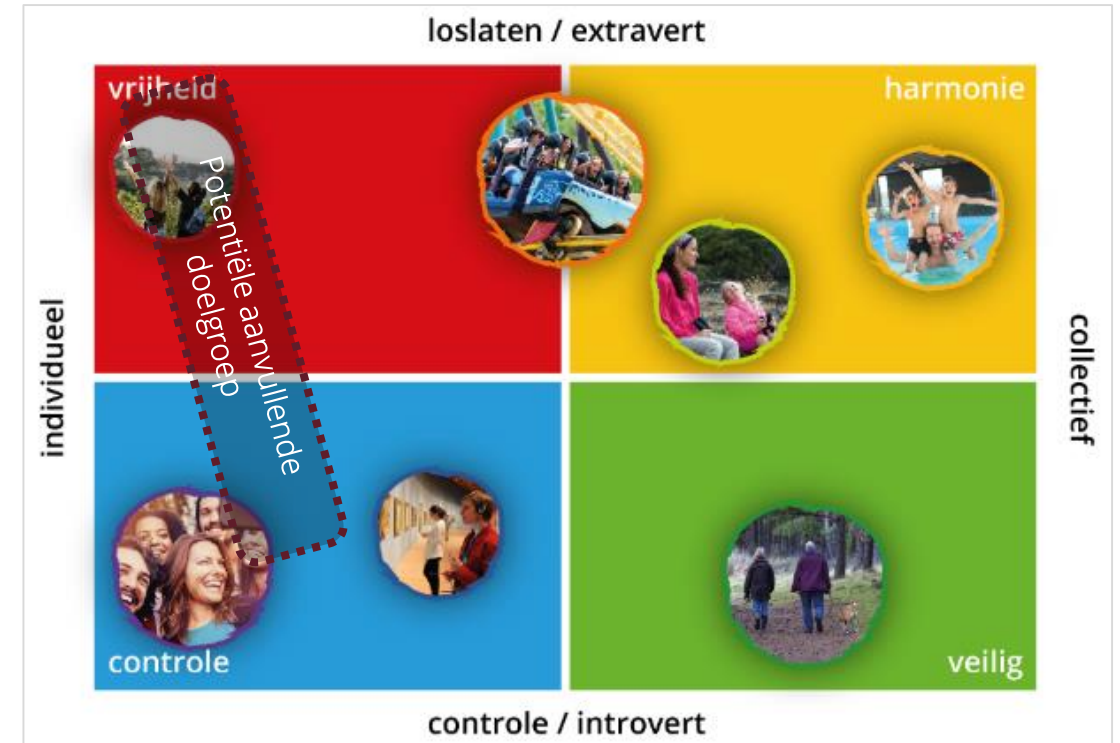 loslaten / extravert
vrijheid
harmonie
Potentiële aanvullende
doelgroep
individueel
collectief
controle
veilig
controle / introvert